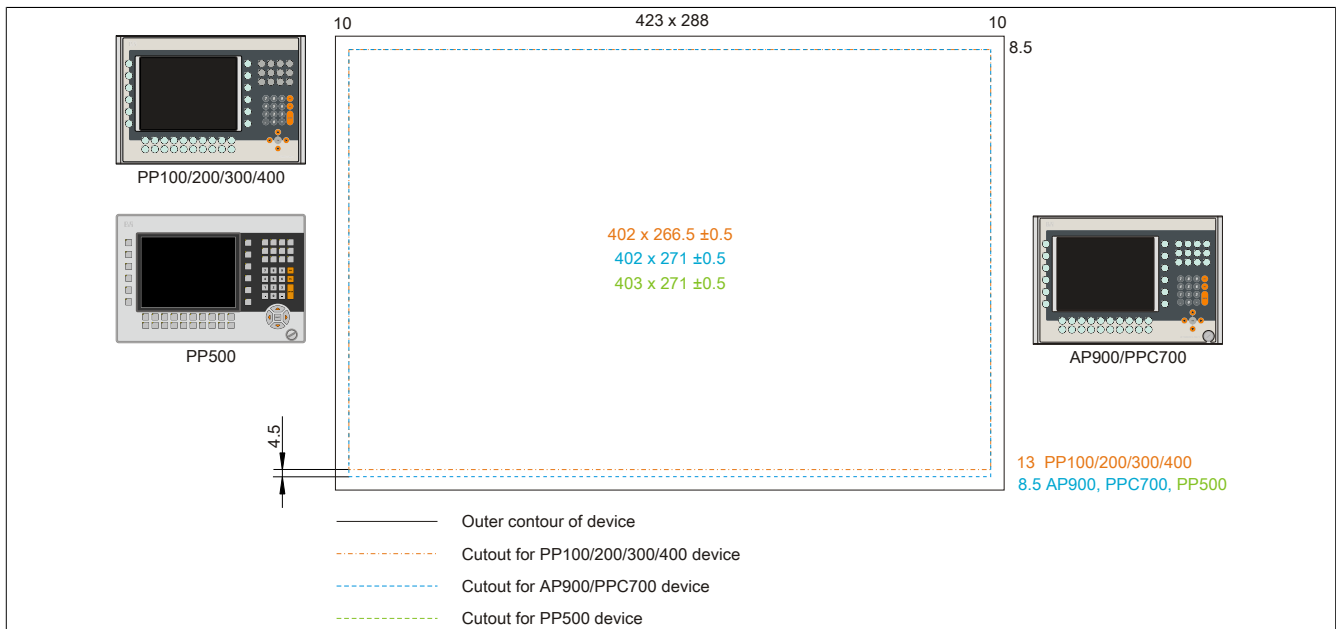 10 423 x 288 10
8.5
PP100/200/300/400
402 x 266.5 ±0.5
402 x 271 ±0.5
403 x 271 ±0.5
PP500
AP900/PPC700
4.5
13 PP100/200/300/400
8.5 AP900, PPC700, PP500
Outer contour of device
Cutout for PP100/200/300/400 device
Cutout for AP900/PPC700 device
Cutout for PP500 device